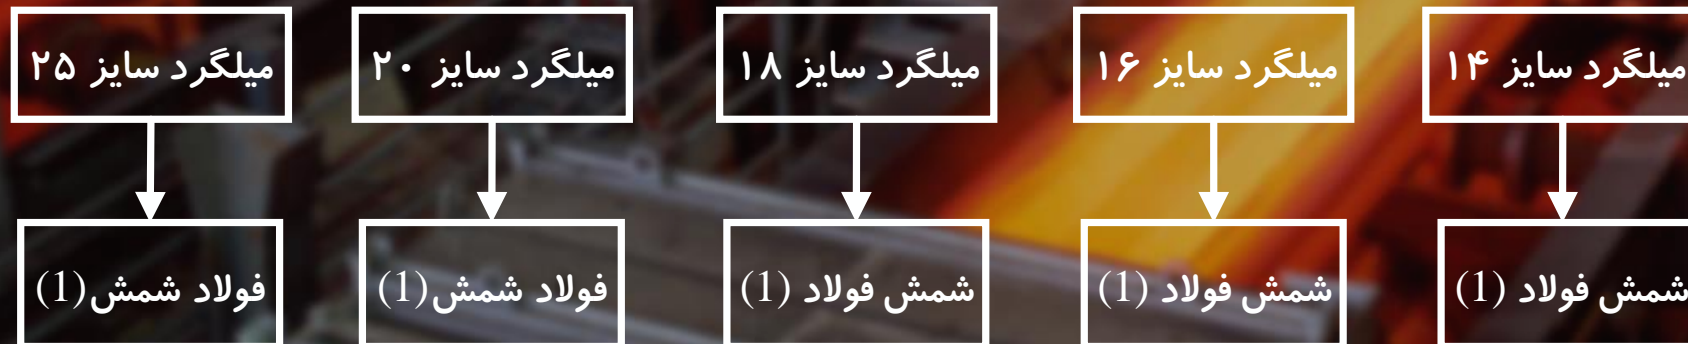 میلگرد سایز ۱۴
میلگرد سایز ۱۶
میلگرد سایز ۱۸
میلگرد سایز ۲۰
میلگرد سایز ۲۵
شمش فولاد (1)
شمش فولاد (1)
شمش فولاد (1)
فولاد شمش(1)
فولاد شمش(1)